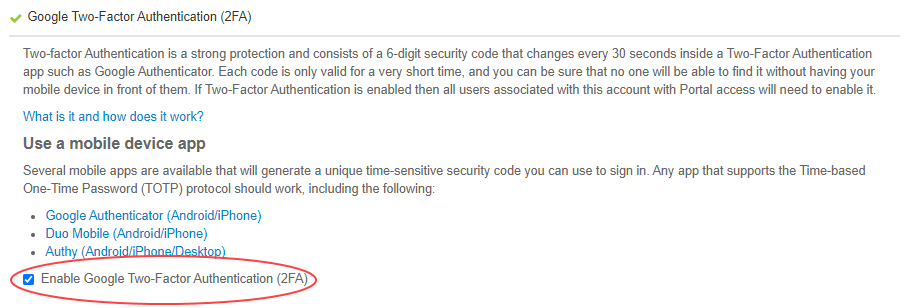 Google Two-Factor Authentication (2FA)
Two-factor Authentication is a strong protection and consists of a 6-digit security code that changes every 30 seconds inside a Two-Factor Authentication
app such as Google Authenticator. Each code is only valid for a very short time, and you can be sure that no one will be able to find it without having your
mobile device in front of them. If Two-Factor Authentication is enabled then all users associated with this account with Portal access will need to enable it.
What is it and how does it work?
Use a mobile device app
Several mobile apps are available that will generate a unique time-sensitive security code you can use to sign in. Any app that supports the Time-based
One-Time Password (TOTP) protocol should work, including the following:
Google Authenticator (Android/iPhone)
Duo Mobile (Android/iPhone)
Authy (Android/iPhone/Desktop)
Enable Google Two-Factor Authentication (2FA)